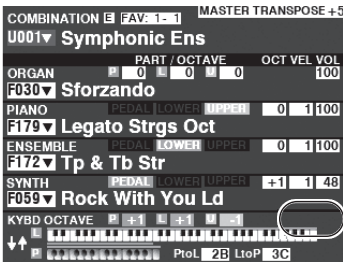 MASTER TRANSPOSE +5
COMBINATION E FAV: 1- 1
U001▼ Symphonic Ens
PART / OCTAVE OCT VEL VOL
ORGAN P 0 L 0 U 0 100
F030▼ Sforzando
PIANO PEDAL LOWER UPPER 0 1 100
F179▼ Legato Strgs Oct
ENSEMBLE PEDAL LOWER UPPER 0 1 100
F172▼ Tp & Tb Str
SYNTH PEDAL LOWER UPPER +1 1 48
F059▼ Rock With You Ld
KYBD OCTAVE P +1 L +1 U -1
L
P PtoL 2B LtoP 3C